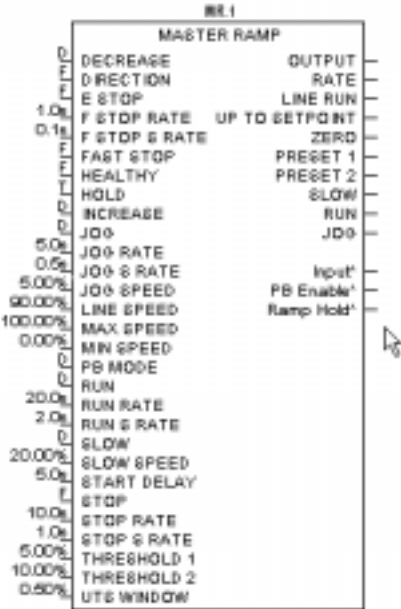 MR.1
MASTER RAMP
D DECREASE OUTPUT
F DIRECTION RATE
F E STOP LINE RUN
1.0s F STOP RATE UP TO SETPOINT
0.1s F STOP S RATE ZERO
F FAST STOP PRESET 1
F HEALTHY PRESET 2
T HOLD SLOW
D INCREASE RUN
D JOG JOG
5.0s JOG RATE
0.5s JOG S RATE Input^
5.00% JOG SPEED PB Enable^
90.00% LINE SPEED Ramp Hold^
100.00% MAX SPEED
0.00% MIN SPEED
D PB MODE
D RUN
20.0s RUN RATE
2.0s RUN S RATE
D SLOW
20.00% SLOW SPEED
5.0s START DELAY
F STOP
10.0s STOP RATE
1.0s STOP S RATE
5.00% THRESHOLD 1
10.00% THRESHOLD 2
0.50% UTS WINDOW